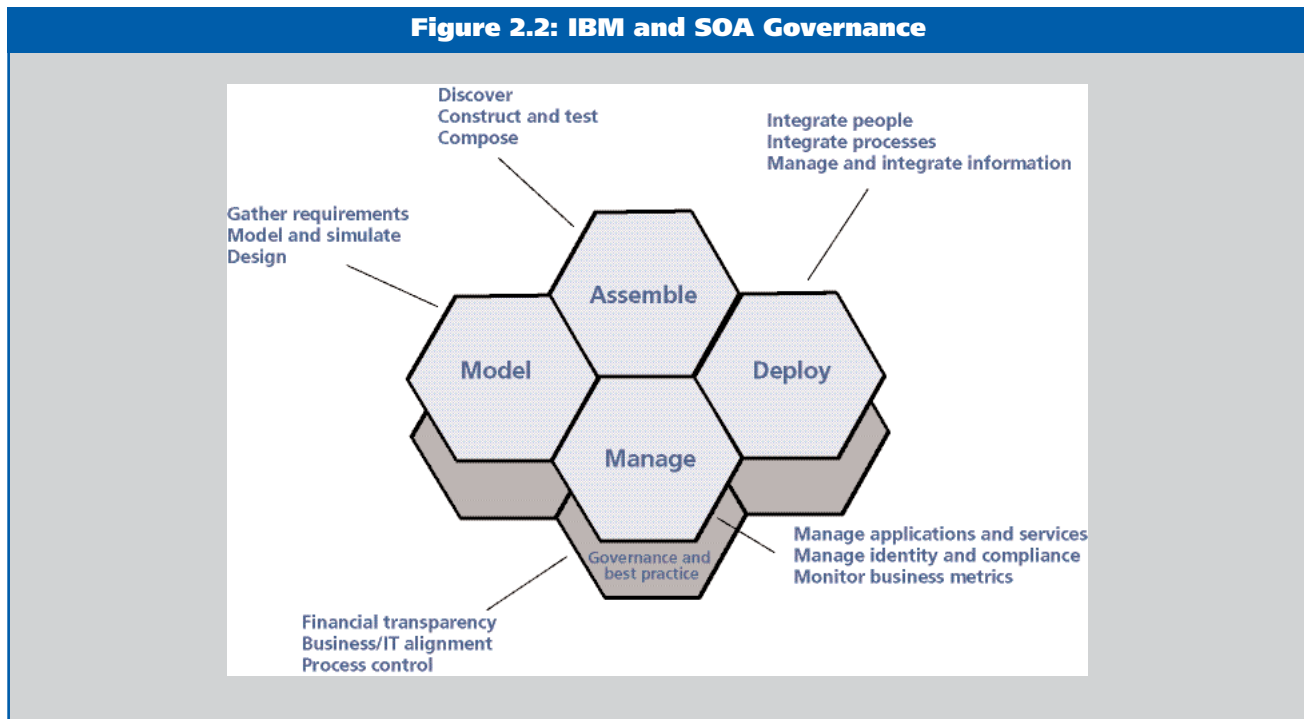 Figure 2.2: IBM and SOA Governance
Discover
Construct and test
Compose
Integrate people
Integrate processes
Manage and integrate information
Gather requirements
Model and simulate
Design
Assemble
Model
Deploy
Manage
Governance and
best practice
Manage applications and services
Manage identity and compliance
Monitor business metrics
Financial transparency
Business/IT alignment
Process control